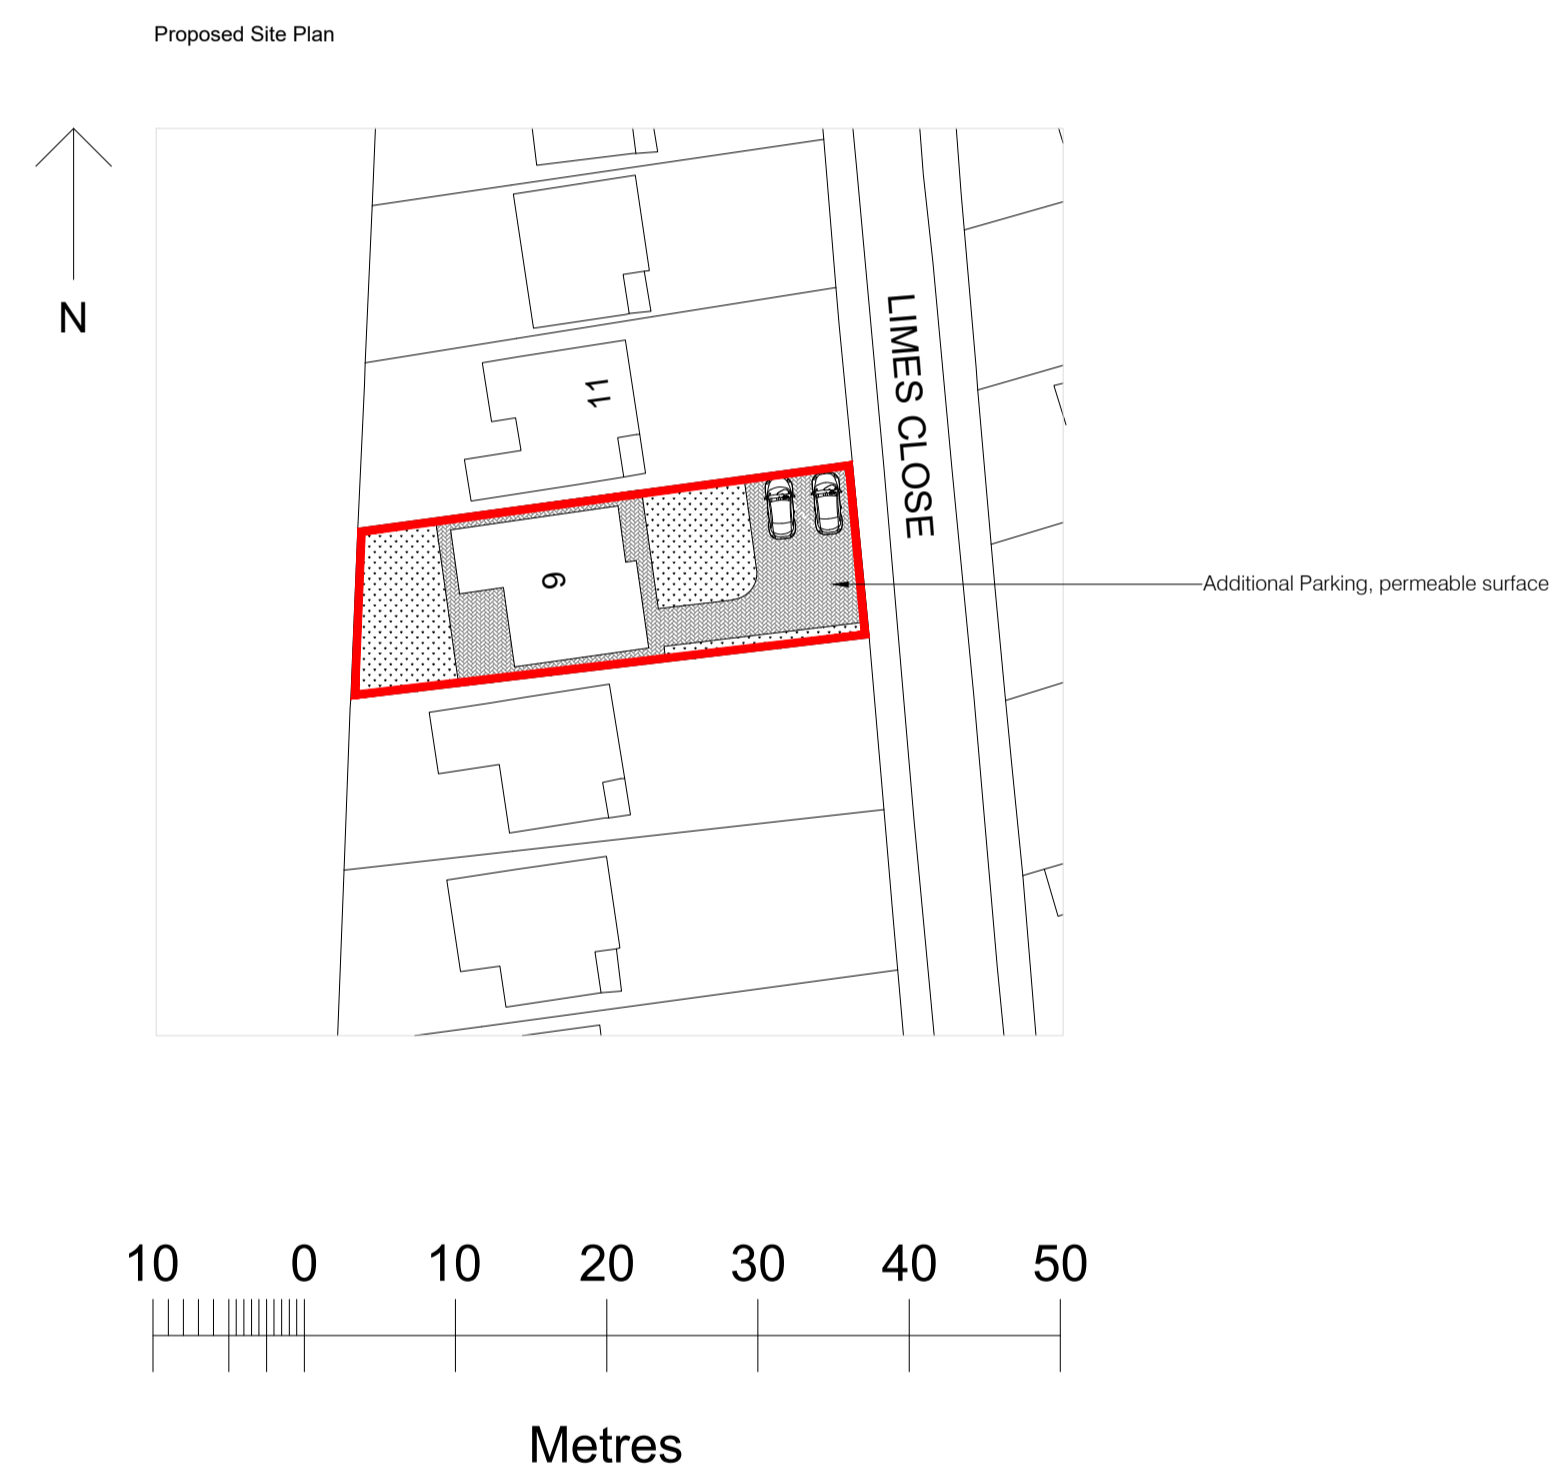 Proposed Site Plan
N
LIMES CLOSE
11
9
Additional Parking, permeable surface
10 0 10 20 30 40 50
Metres